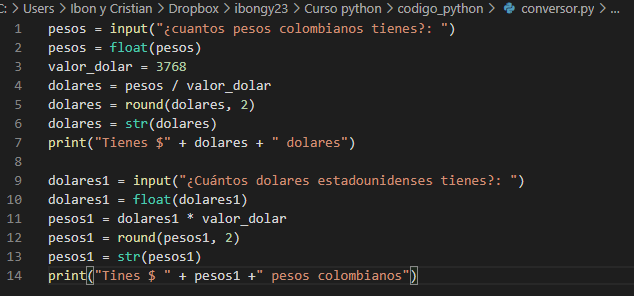 C: > Users > Ibon y Cristian > Dropbox > ibongy23 > Curso python > codigo_python > conversor.py > ...
1 pesos = input("¿cuantos pesos colombianos tienes?: ")
2 pesos = float(pesos)
3 valor_dolar = 3768
4 dolares = pesos / valor_dolar
5 dolares = round(dolares, 2)
6 dolares = str(dolares)
7 print("Tienes $" + dolares + " dolares")
8
9 dolares1 = input("¿Cuántos dolares estadounidenses tienes?: ")
10 dolares1 = float(dolares1)
11 pesos1 = dolares1 * valor_dolar
12 pesos1 = round(pesos1, 2)
13 pesos1 = str(pesos1)
14 print("Tines $ " + pesos1 +" pesos colombianos")